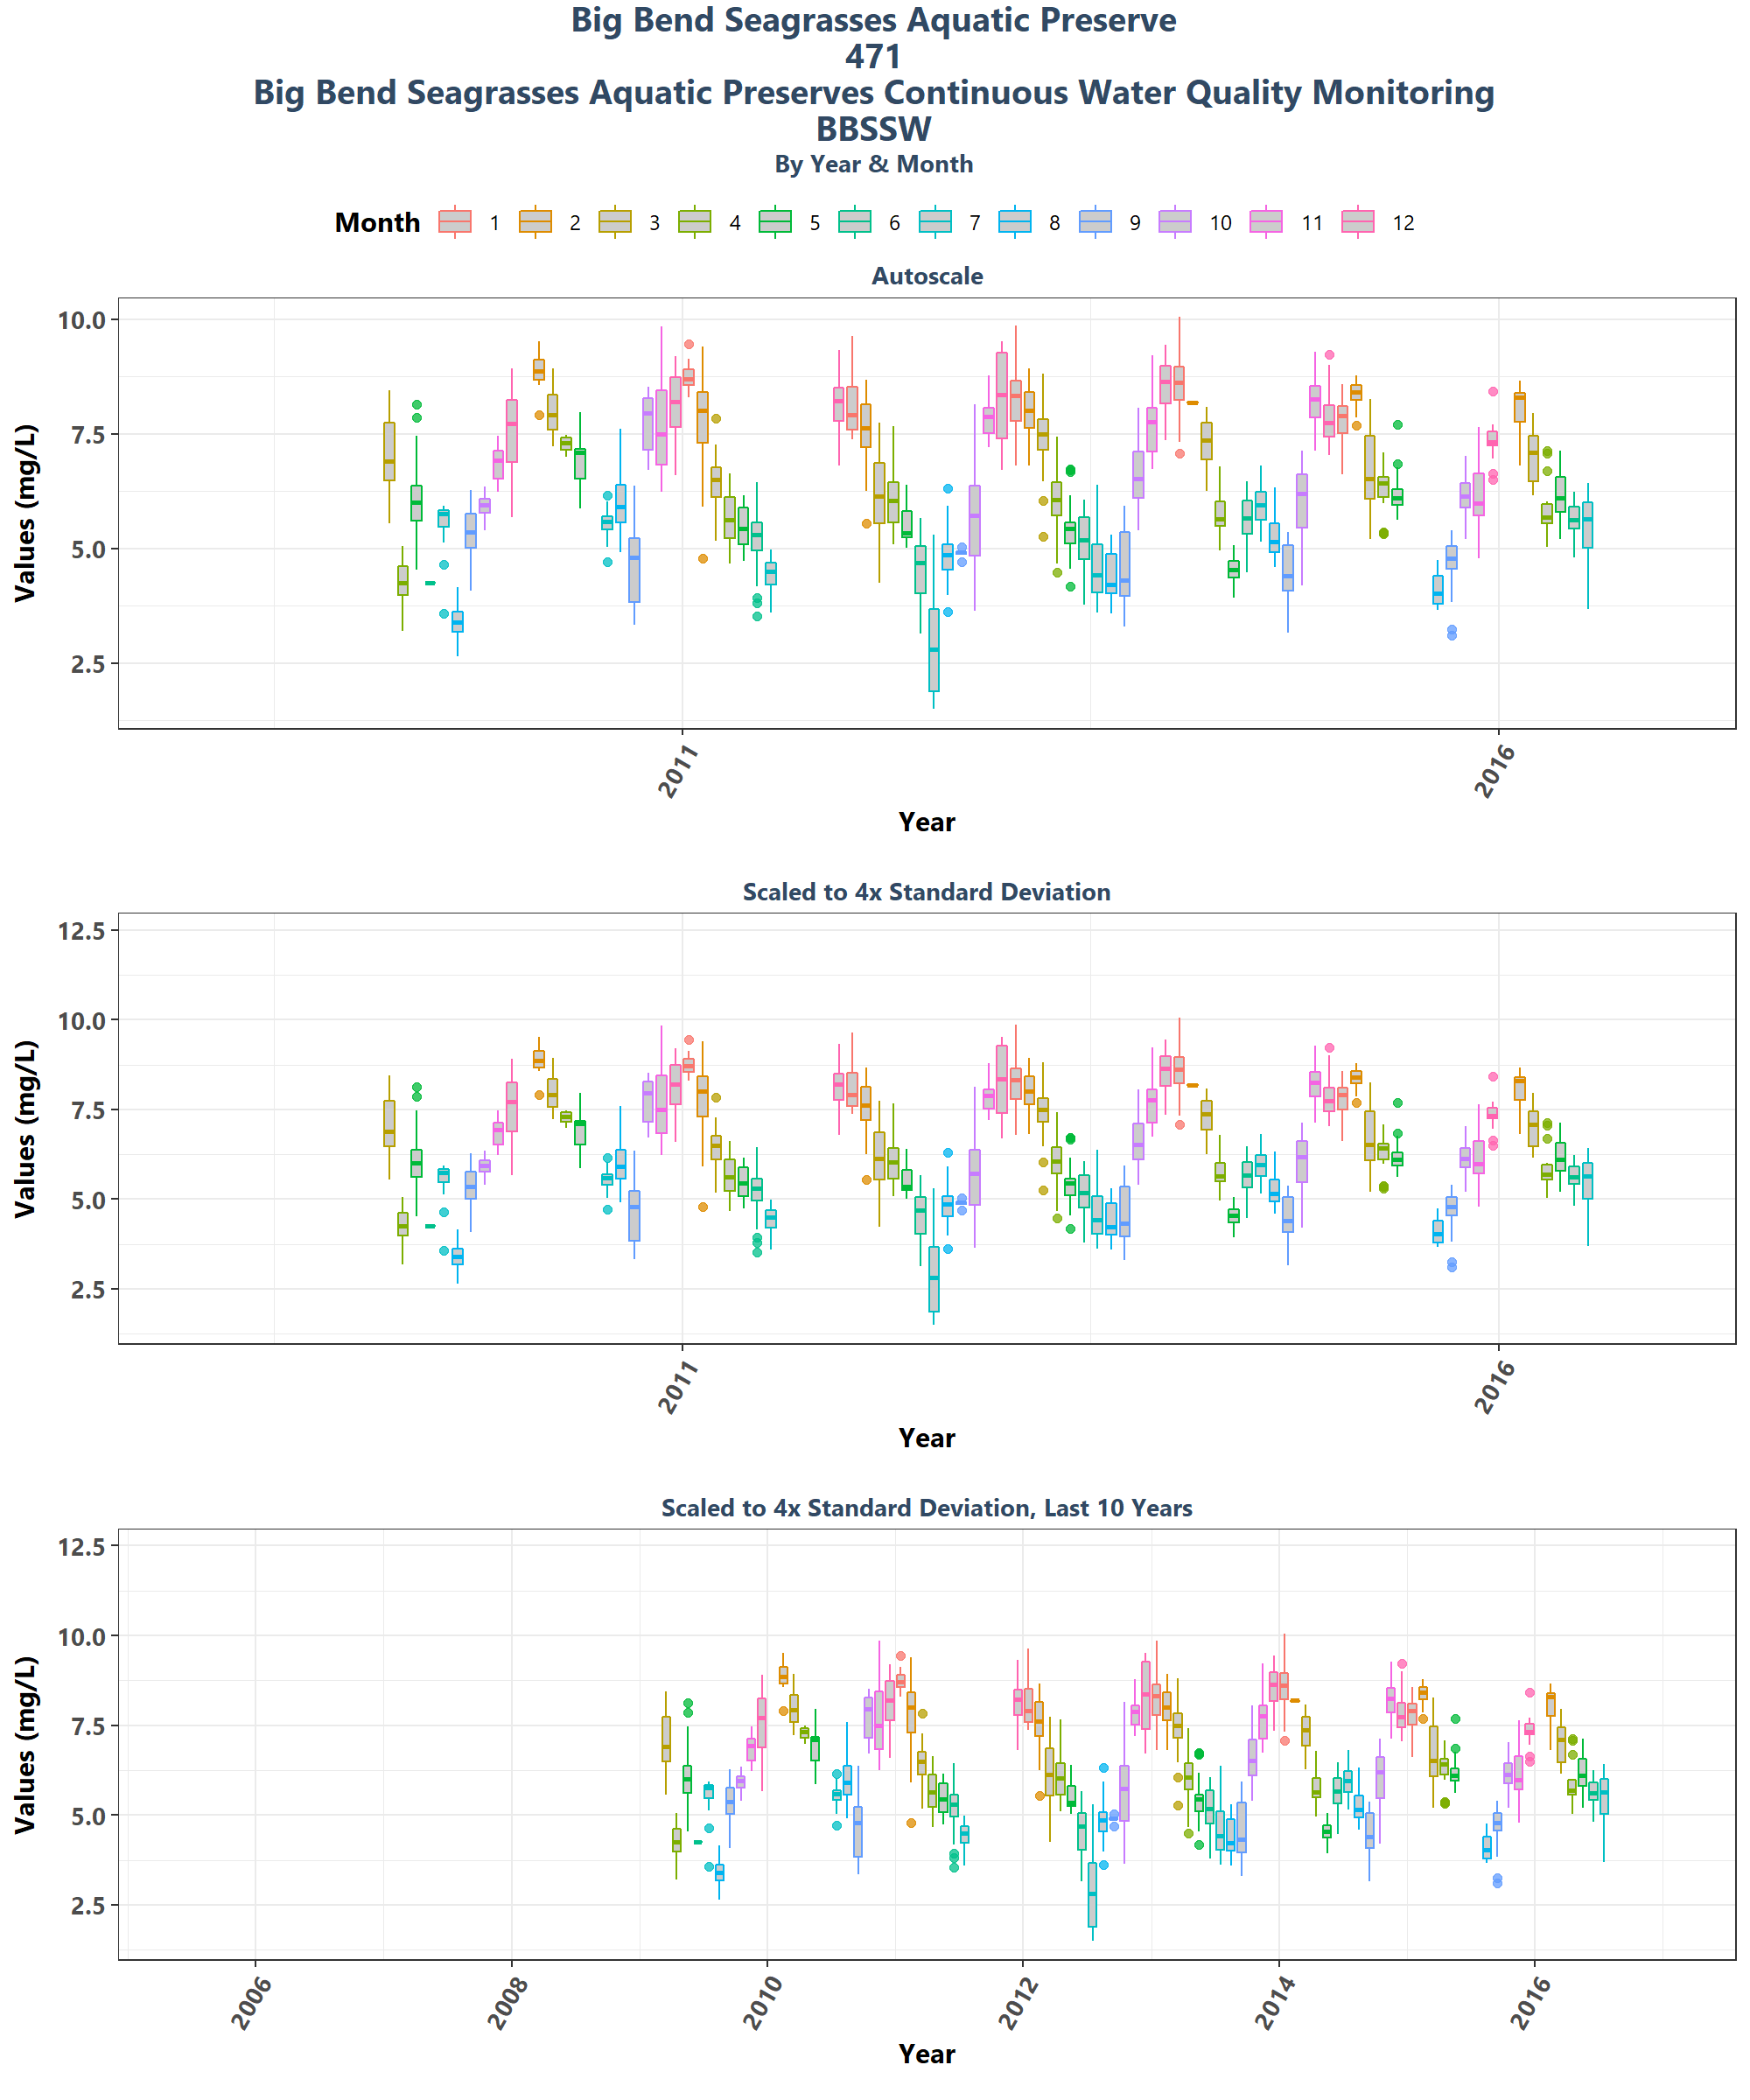 Big Bend Seagrasses Aquatic Preserve
471
Big Bend Seagrasses Aquatic Preserves Continuous Water Quality Monitoring
BBSSW
By Year & Month
Month 1 2 3 4 5 6 7 8 9 10 11 12
Autoscale
10.0
7.5
5.0
2.5
Values (mg/L)
2011 2016
Year
Scaled to 4x Standard Deviation
12.5
10.0
7.5
5.0
2.5
Values (mg/L)
2011 2016
Year
Scaled to 4x Standard Deviation, Last 10 Years
12.5
10.0
7.5
5.0
2.5
Values (mg/L)
2006 2008 2010 2012 2014 2016
Year